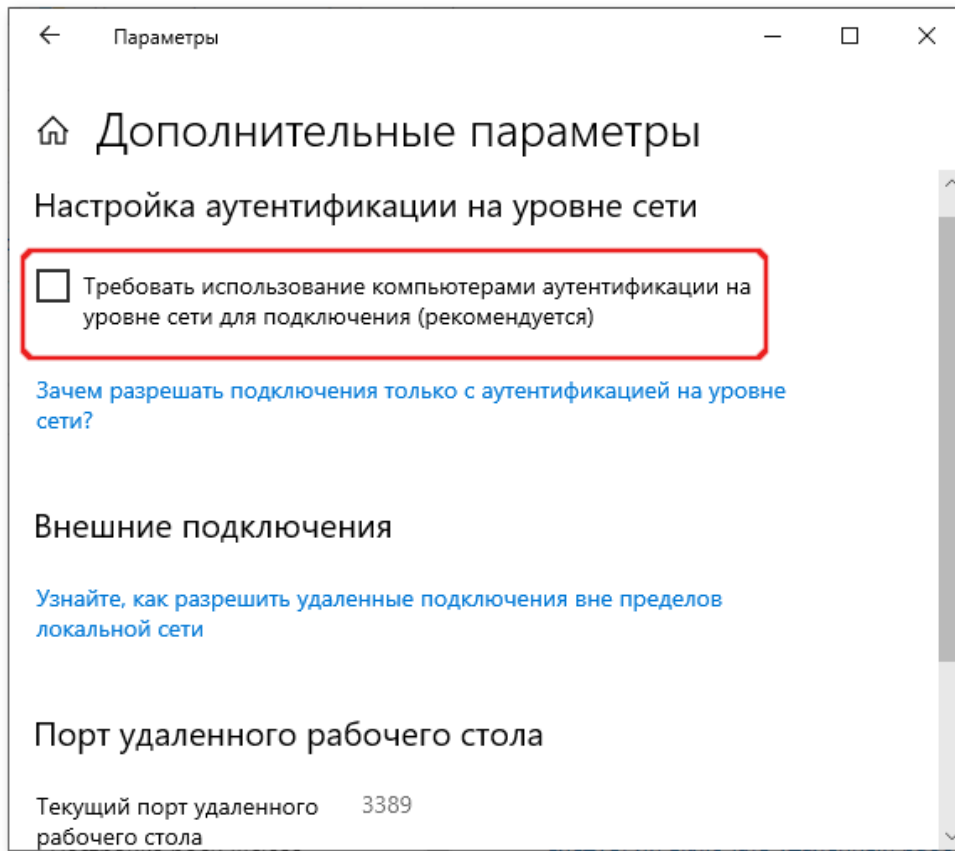 Параметры
Дополнительные параметры
Настройка аутентификации на уровне сети
Требовать использование компьютерами аутентификации на
уровне сети для подключения (рекомендуется)
Зачем разрешать подключения только с аутентификацией на уровне
сети?
Внешние подключения
Узнайте, как разрешить удаленные подключения вне пределов
локальной сети
Порт удаленного рабочего стола
Текущий порт удаленного 3389
рабочего стола